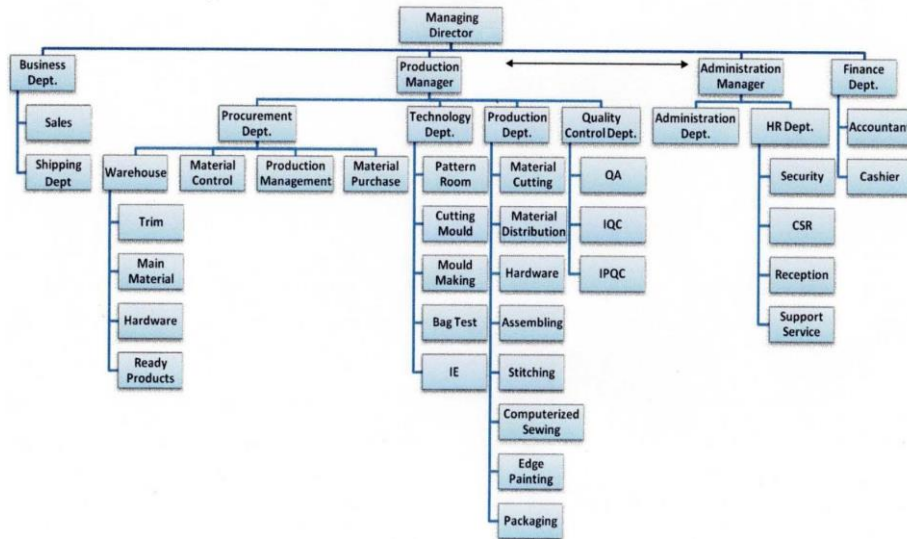 Managing
Director
Business
Dept.
Production
Manager
Administration
Manager
Finance
Dept.
Sales
Shipping
Dept
Procurement
Dept.
Technology
Dept.
Production
Dept.
Quality
Control Dept.
Administration
Dept.
HR Dept.
Accountant
Cashier
Warehouse
Material
Control
Production
Management
Material
Purchase
Trim
Main
Material
Hardware
Ready
Products
Pattern
Room
Cutting
Mould
Mould
Making
Bag Test
IE
Material
Cutting
Material
Distribution
Hardware
Assembling
Stitching
Computerized
Sewing
Edge
Painting
Packaging
QA
IQC
IPQC
Security
CSR
Reception
Support
Service